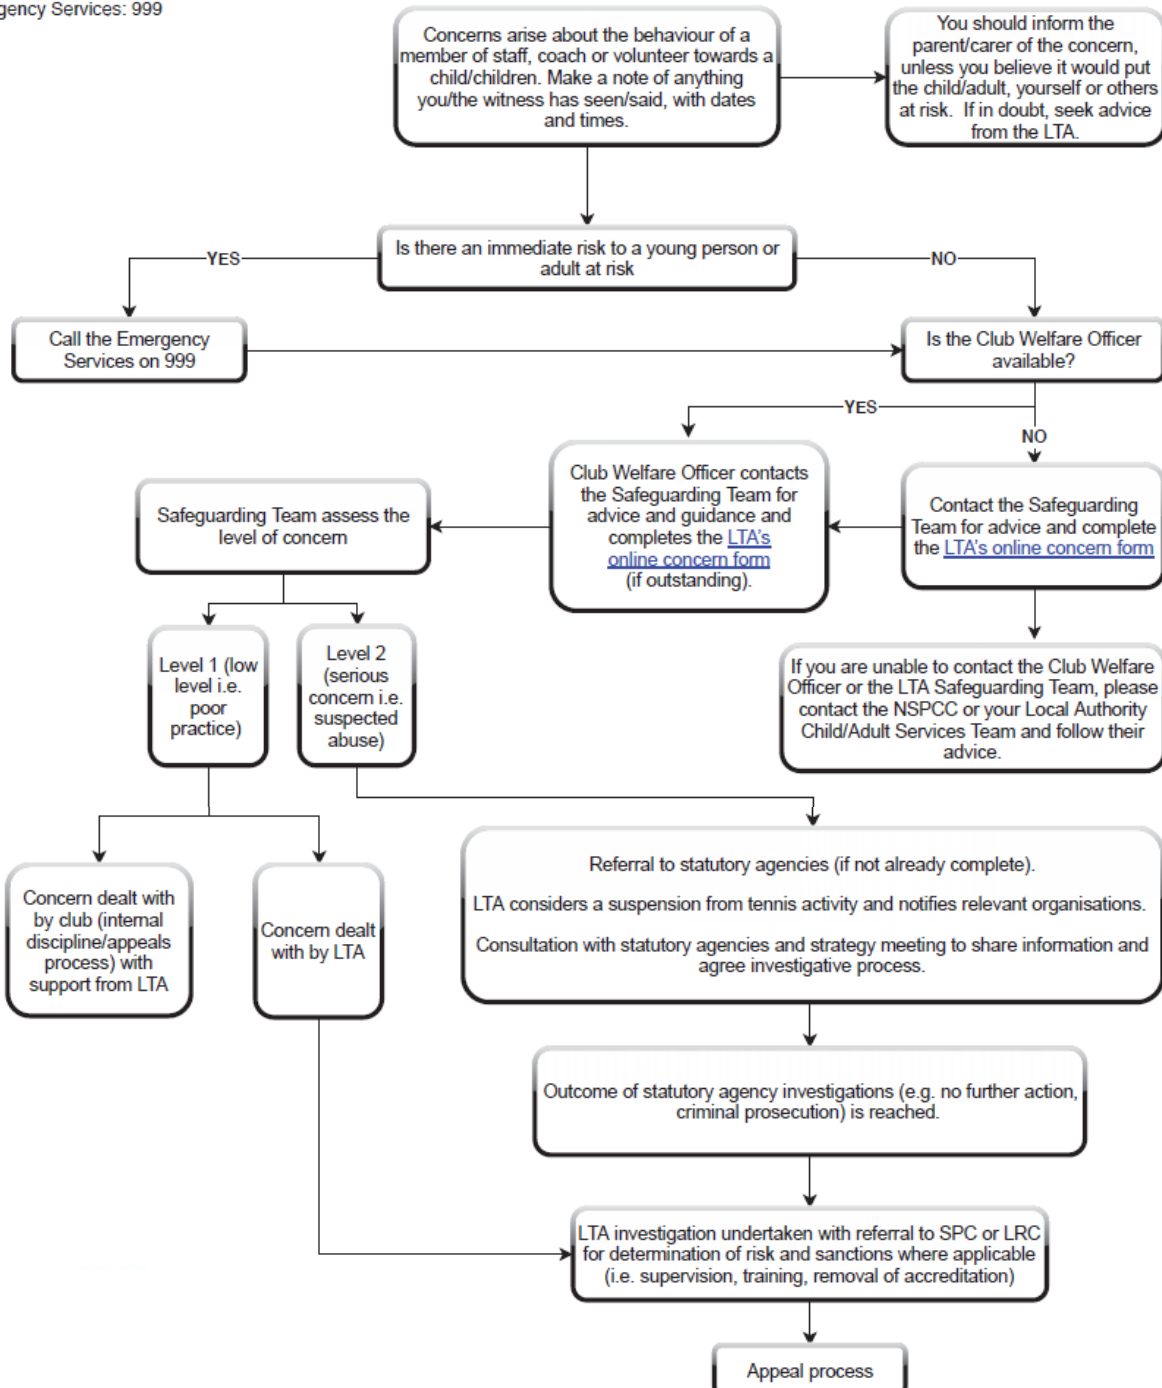 gency Services: 999
Concerns arise about the behaviour of a
member of staff, coach or volunteer towards a
child/children. Make a note of anything
you/the witness has seen/said, with dates
and times.
You should inform the
parent/carer of the concern,
unless you believe it would put
the child/adult, yourself or others
at risk. If in doubt, seek advice
from the LTA.
Is there an immediate risk to a young person or
adult at risk
YES
NO
Call the Emergency
Services on 999
Is the Club Welfare Officer
available?
YES
NO
Club Welfare Officer contacts
the Safeguarding Team for
advice and guidance and
completes the LTA's
online concern form
(if outstanding).
Contact the Safeguarding
Team for advice and complete
the LTA's online concern form
Safeguarding Team assess the
level of concern
Level 1 (low
level i.e.
poor
practice)
Level 2
(serious
concern i.e.
suspected
abuse)
If you are unable to contact the Club Welfare
Officer or the LTA Safeguarding Team, please
contact the NSPCC or your Local Authority
Child/Adult Services Team and follow their
advice.
Concern dealt with
by club (internal
discipline/appeals
process) with
support from LTA
Concern dealt
with by LTA
Referral to statutory agencies (if not already complete).
LTA considers a suspension from tennis activity and notifies relevant organisations.
Consultation with statutory agencies and strategy meeting to share information and
agree investigative process.
Outcome of statutory agency investigations (e.g. no further action,
criminal prosecution) is reached.
LTA investigation undertaken with referral to SPC or LRC
for determination of risk and sanctions where applicable
(i.e. supervision, training, removal of accreditation)
Appeal process